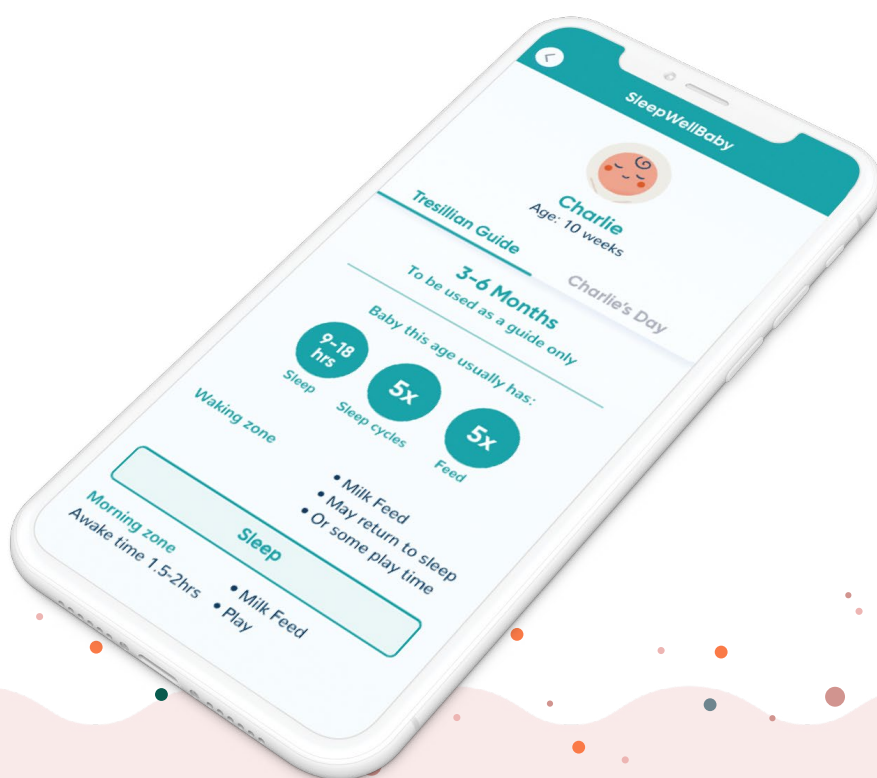 SleepWellBaby
Charlie
Age: 10 weeks
Tresillian Guide
Charlie's Day
3-6 Months
To be used as a guide only
Baby this age usually has:
9-18
hrs
Sleep
5x
Sleep cycles
5x
Feed
Waking zone
• Milk Feed
• May return to sleep
• Or some play time
Sleep
Morning zone
Awake time 1.5-2hrs
• Milk Feed
• Play